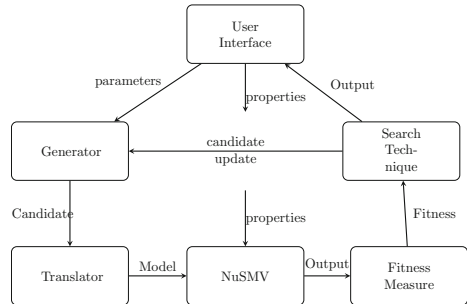 User
Interface
parameters
properties
Output
Generator
candidate
update
Search
Tech-
nique
Candidate
properties
Fitness
Translator
Model
NuSMV
Output
Fitness
Measure